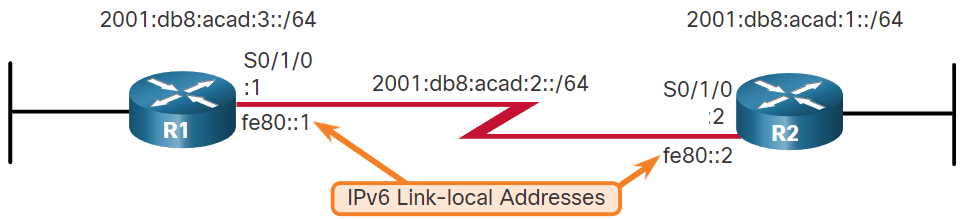 2001:db8:acad:3::/64
2001:db8:acad:1::/64
S0/1/0
:1
2001:db8:acad:2::/64
S0/1/0
:2
R1
fe80::1
R2
fe80::2
IPv6 Link-local Addresses